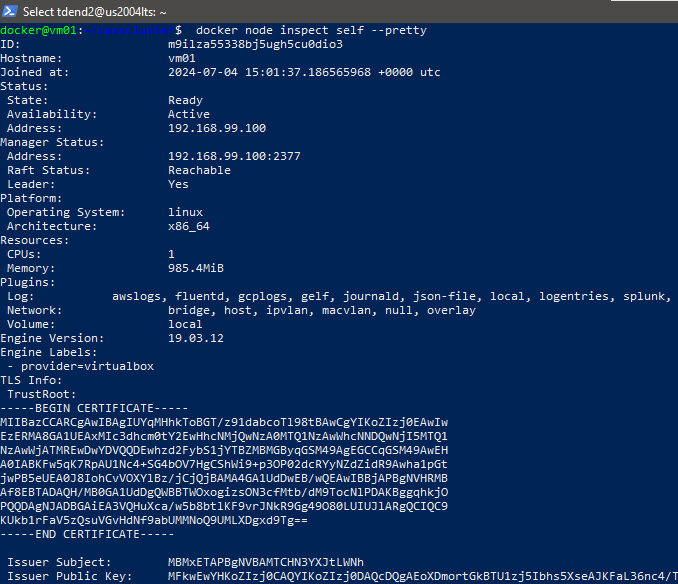 Select tdend2@us2004lts: ~
docker@vm01: $ docker node inspect self --pretty
ID: m9ilza55338bj5ugh5cu0dio3
Hostname: vm01
Joined at: 2024-07-04 15:01:37.186565968 +0000 utc
Status:
State: Ready
Availability: Active
Address: 192.168.99.100
Manager Status:
Address: 192.168.99.100:2377
Raft Status: Reachable
Leader: Yes
Platform:
Operating System: linux
Architecture: x86_64
Resources:
CPUs: 1
Memory: 985.4MiB
Plugins:
Log: awslogs, fluentd, gcplogs, gelf, journald, json-file, local, logentries, splunk,
Network: bridge, host, ipvlan, macvlan, null, overlay
Volume: local
Engine Version: 19.03.12
Engine Labels:
- provider=virtualbox
TLS Info:
TrustRoot:
-----BEGIN CERTIFICATE-----
MIIBazCCARCgAwIBAgIUYqMHhkToBGT/z91dabcoTl98tBAwCgYIKoZIzj0EAwIw
EzERMA8GA1UEAxMIc3dhcm0tY2EwHhcNMjQwNzA0MTQ1NzAwWhcNNDQwNjI5MTQ1
NzAwWjATMREwDwYDVQQDEwhzd2FybS1jYTBZMBMGByqGSM49AgEGCCqGSM49AwEH
A0IABKFw5qK7RpAU1Nc4+SG4bOV7HgCShWi9+p3OP02dcRYyNZdZidR9Awha1pGt
jwPB5eUEA0J8IohCvVOXYlBz/jCjQjBAMA4GA1UdDwEB/wQEAwIBBjAPBgNVHRMB
Af8EBTADAQH/MB0GA1UdDgQWBBTWOxogizsON3cfMtb/dM9TocNlPDAKBggqhkjO
PQQDAgNJADBGAiEA3VQHuXca/w5b8btlKF9vrJNkR9Gg49O80LUIUJlARgQCIQC9
KUkb1rFaV5zQsuVGvHdNf9abUMMNoQ9UMLXDgxd9Tg==
-----END CERTIFICATE-----
Issuer Subject: MBMxETAPBgNVBAMTCHN3YXJtLWNh
Issuer Public Key: MFkwEwYHKoZIzj0CAQYIKoZIzj0DAQcDQgAEoXDmortGkBTU1zj5Ibhs5XseAJKFaL36nc4/T